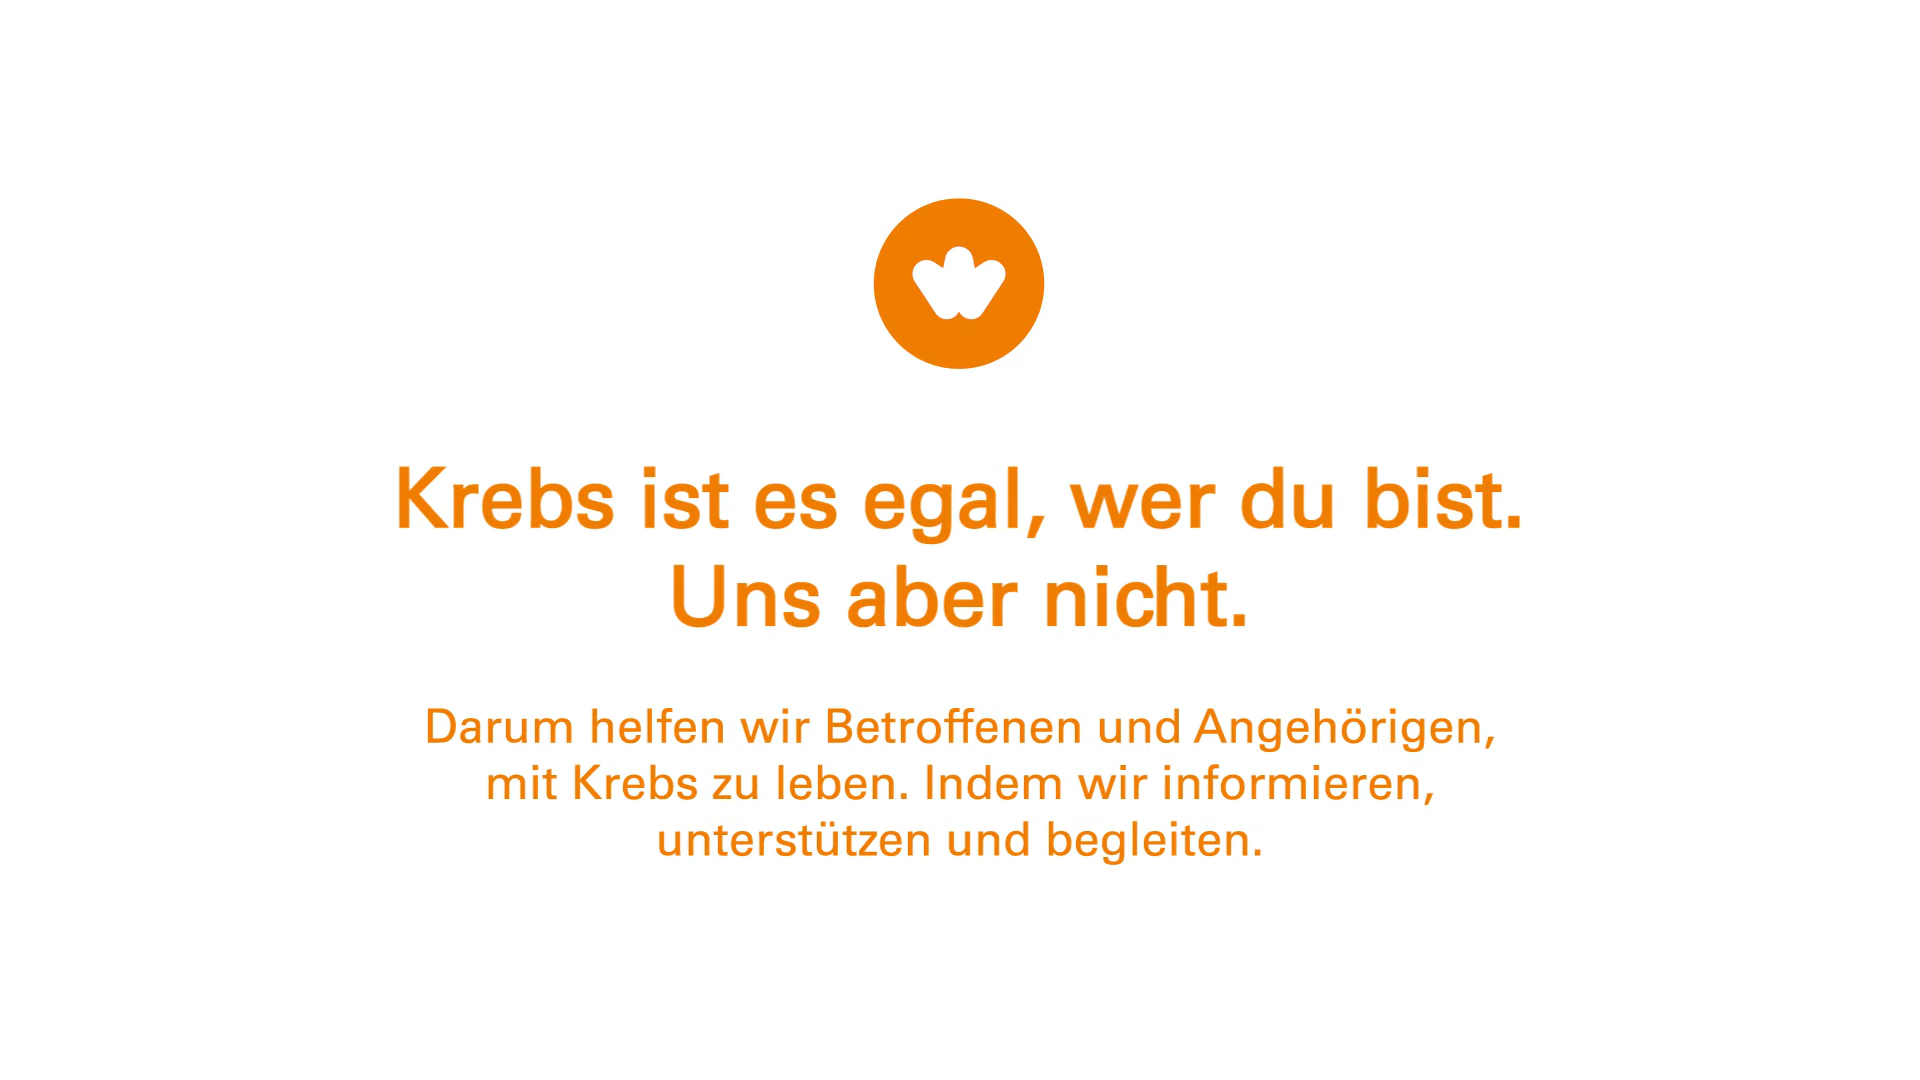 Krebs ist es egal, wer du bist.
Uns aber nicht.
Darum helfen wir Betroffenen und Angehörigen,
mit Krebs zu leben. Indem wir informieren,
unterstützen und begleiten.